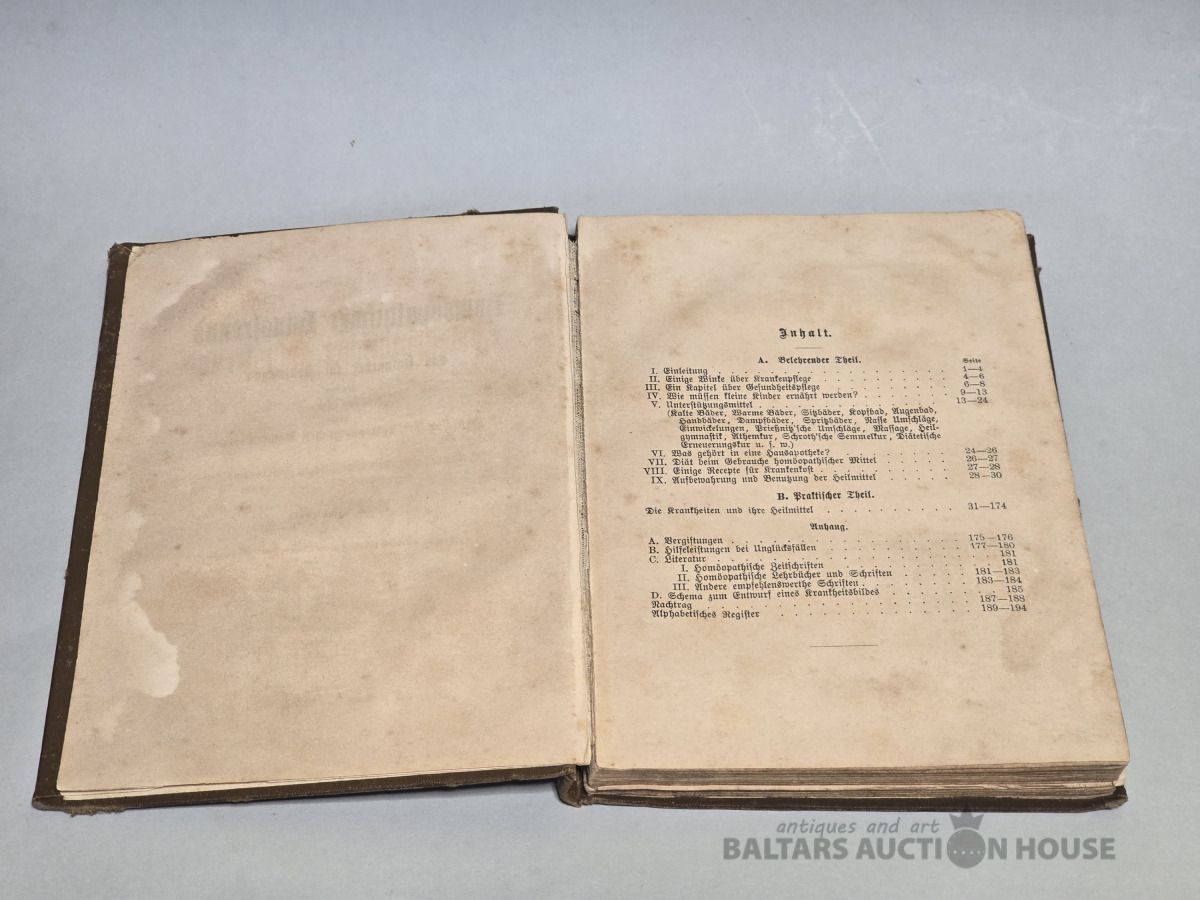 Inhalt.
A. Belehrender Theil.
Seite
I. Einleitung . . . . . . . . . . . . 1—4
II. Einige Winke über Krankenpflege . . . . . . . . . 4—6
III. Ein Kapitel über Gesundheitspflege . . . . . . . . . 6—8
IV. Wie müssen kleine Kinder ernährt werden? . . . . . . 9—13
V. Unterstützungsmittel . . . . . . . . . . . 13—24
(Kalte Bäder, Warme Bäder, Sitzbäder, Kopfbad, Augenbad,
Handbäder, Dampfbäder, Spritzbäder, Nasse Umschläge,
Einwickelungen, Prießnitz'sche Umschläge, Massage, Heil-
gymnastik, Athemkur, Schroth'sche Semmelkur, Diätetische
Erneuerungskur u. s. w.)
VI. Was gehört in eine Hausapotheke? . . . . . . . 24—26
VII. Diät beim Gebrauche homöopathischer Mittel . . . . . 26—27
VIII. Einige Recepte für Krankenkost . . . . . . . . 27—28
IX. Aufbewahrung und Benutzung der Heilmittel . . . . . 28—30
B. Praktischer Theil.
Die Krankheiten und ihre Heilmittel . . . . . . . . . 31—174
Anhang.
A. Vergiftungen . . . . . . . . . . . . 175—176
B. Hilfeleistungen bei Unglücksfällen . . . . . . . . 177—180
C. Literatur . . . . . . . . . . . . 181
I. Homöopathische Zeitschriften . . . . . . . . 181
II. Homöopathische Lehrbücher und Schriften . . . . . 181—183
III. Andere empfehlenswerthe Schriften . . . . . . . 183—184
D. Schema zum Entwurf eines Krankheitsbildes . . . . . . 185
Nachtrag . . . . . . . . . . . . . 187—188
Alphabetisches Register . . . . . . . . . . 189—194
antiques and art
BALTARS AUCTION HOUSE